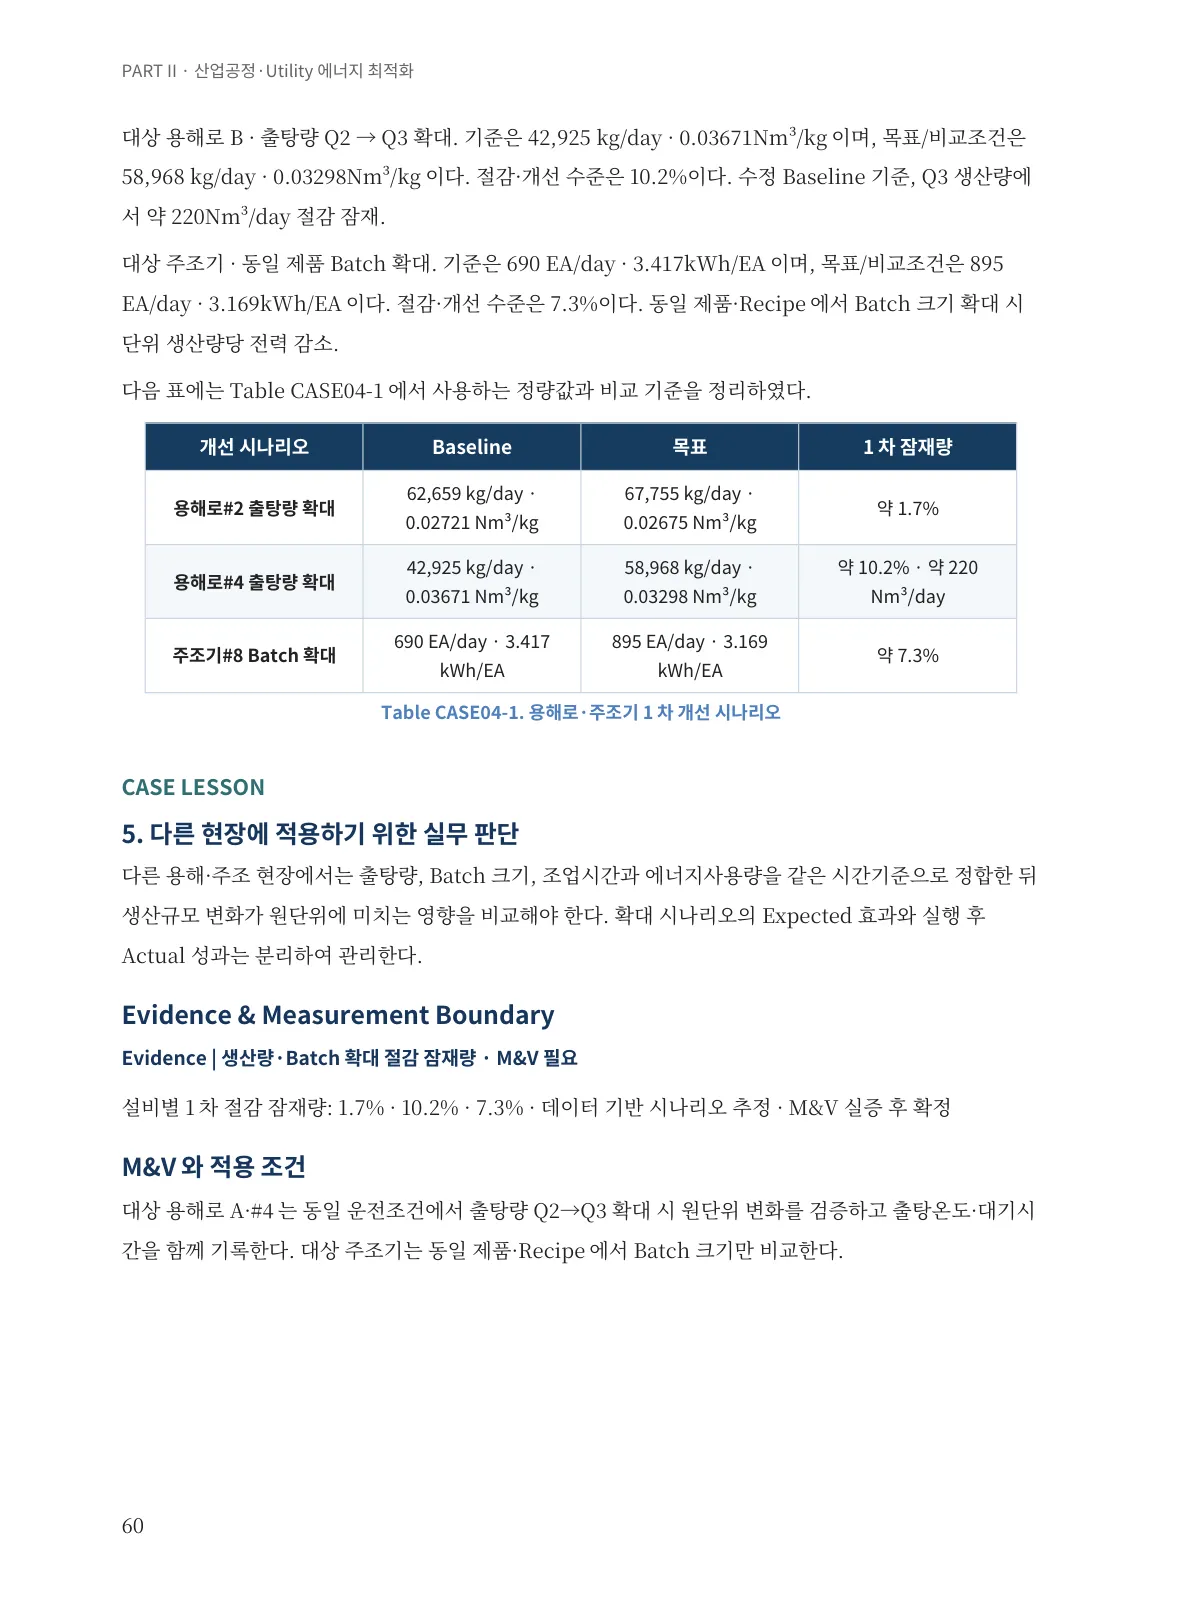 PART II · 산업공정·Utility 에너지 최적화
대상 용해로 B · 출탕량 Q2 → Q3 확대. 기준은 42,925 kg/day · 0.03671Nm³/kg 이며, 목표/비교조건은
58,968 kg/day · 0.03298Nm³/kg 이다. 절감·개선 수준은 10.2%이다. 수정 Baseline 기준, Q3 생산량에
서 약 220Nm³/day 절감 잠재.
대상 주조기 · 동일 제품 Batch 확대. 기준은 690 EA/day · 3.417kWh/EA 이며, 목표/비교조건은 895
EA/day · 3.169kWh/EA 이다. 절감·개선 수준은 7.3%이다. 동일 제품·Recipe 에서 Batch 크기 확대 시
단위 생산량당 전력 감소.
다음 표에는 Table CASE04-1 에서 사용하는 정량값과 비교 기준을 정리하였다.
개선 시나리오 Baseline 목표 1 차 잠재량
용해로#2 출탕량 확대 62,659 kg/day · 0.02721 Nm³/kg 67,755 kg/day · 0.02675 Nm³/kg 약 1.7%
용해로#4 출탕량 확대 42,925 kg/day · 0.03671 Nm³/kg 58,968 kg/day · 0.03298 Nm³/kg 약 10.2% · 약 220 Nm³/day
주조기#8 Batch 확대 690 EA/day · 3.417 kWh/EA 895 EA/day · 3.169 kWh/EA 약 7.3%
Table CASE04-1. 용해로·주조기 1 차 개선 시나리오
CASE LESSON
5. 다른 현장에 적용하기 위한 실무 판단
다른 용해·주조 현장에서는 출탕량, Batch 크기, 조업시간과 에너지사용량을 같은 시간기준으로 정합한 뒤
생산규모 변화가 원단위에 미치는 영향을 비교해야 한다. 확대 시나리오의 Expected 효과와 실행 후
Actual 성과는 분리하여 관리한다.
Evidence & Measurement Boundary
Evidence | 생산량·Batch 확대 절감 잠재량 · M&V 필요
설비별 1 차 절감 잠재량: 1.7% · 10.2% · 7.3% · 데이터 기반 시나리오 추정 · M&V 실증 후 확정
M&V 와 적용 조건
대상 용해로 A·#4 는 동일 운전조건에서 출탕량 Q2→Q3 확대 시 원단위 변화를 검증하고 출탕온도·대기시
간을 함께 기록한다. 대상 주조기는 동일 제품·Recipe 에서 Batch 크기만 비교한다.
60